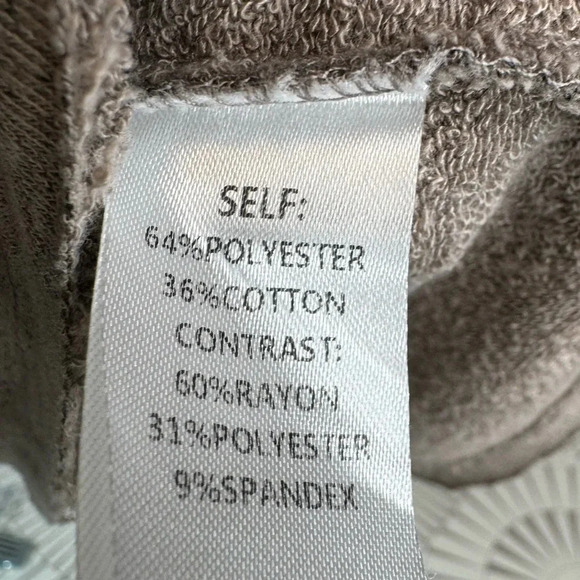 SELF:
64%POLYESTER
36%COTTON
CONTRAST:
60%RAYON
31%POLYESTER
9%SPANDEX